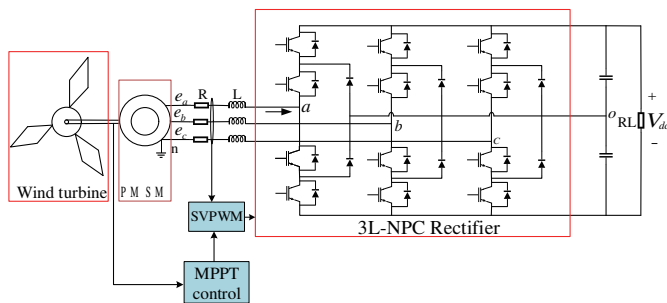 e_a R L
a
e_b
b
e_c
c
n
o
RL
+
V_dc
-
Wind turbine
P M S M
SVPWM
3L-NPC Rectifier
MPPT
control